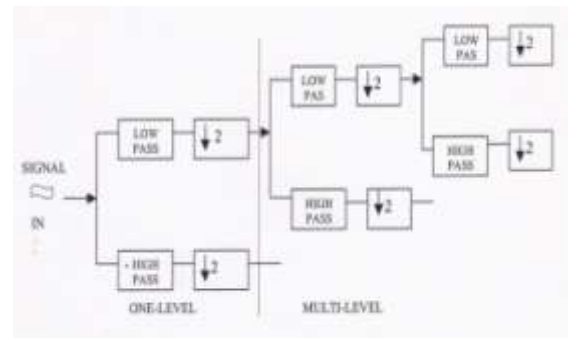 LOW
PAS
↓2
LOW
PAS
↓2
LOW
PASS
↓2
HIGH
PASS
↓2
SIGNAL
IN
HIGH
PASS
↓2
- HIGH
PASS
↓2
ONE-LEVEL
MULTI-LEVEL